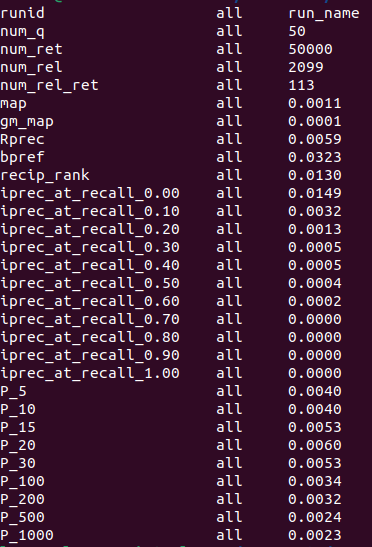 runid all run_name
num_q all 50
num_ret all 50000
num_rel all 2099
num_rel_ret all 113
map all 0.0011
gm_map all 0.0001
Rprec all 0.0059
bpref all 0.0323
recip_rank all 0.0130
iprec_at_recall_0.00 all 0.0149
iprec_at_recall_0.10 all 0.0032
iprec_at_recall_0.20 all 0.0013
iprec_at_recall_0.30 all 0.0005
iprec_at_recall_0.40 all 0.0005
iprec_at_recall_0.50 all 0.0004
iprec_at_recall_0.60 all 0.0002
iprec_at_recall_0.70 all 0.0000
iprec_at_recall_0.80 all 0.0000
iprec_at_recall_0.90 all 0.0000
iprec_at_recall_1.00 all 0.0000
P_5 all 0.0040
P_10 all 0.0040
P_15 all 0.0053
P_20 all 0.0060
P_30 all 0.0053
P_100 all 0.0034
P_200 all 0.0032
P_500 all 0.0024
P_1000 all 0.0023